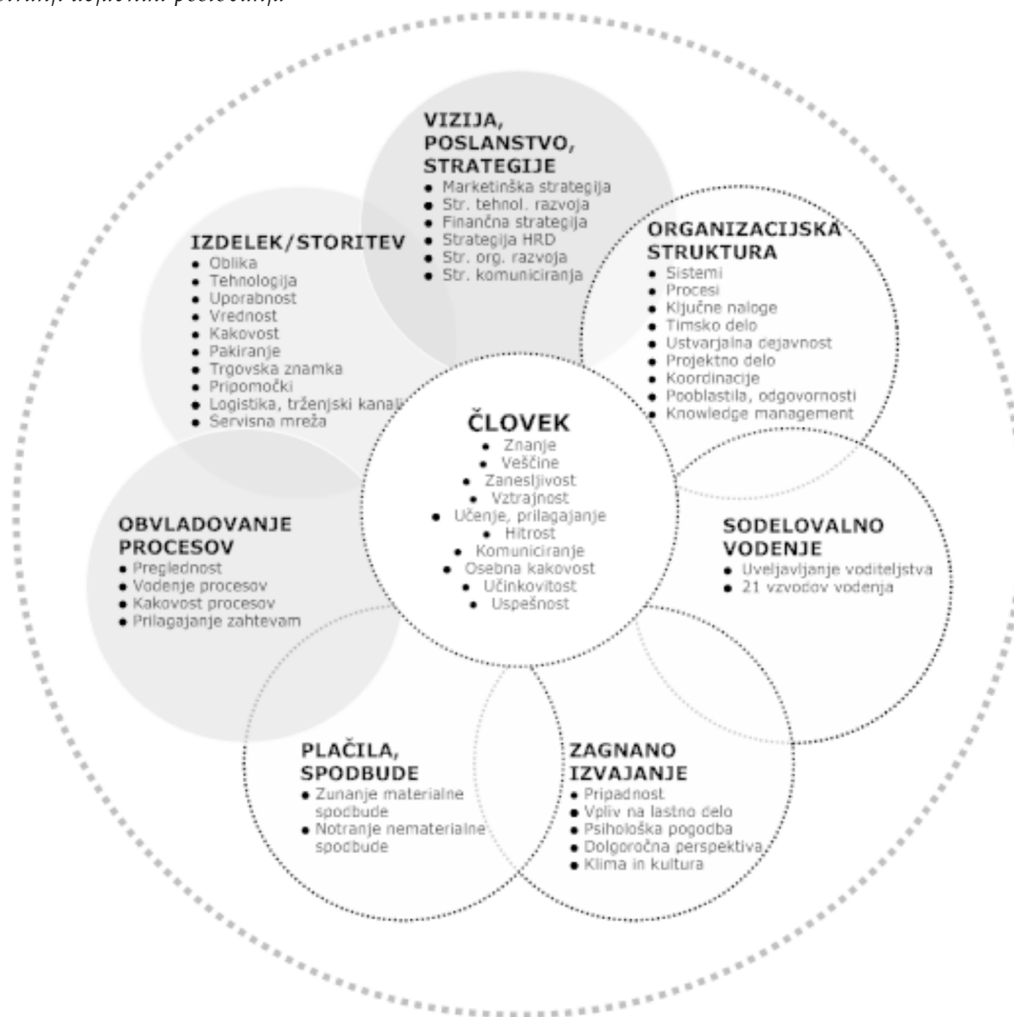 VIZIJA,
POSLANSTVO,
STRATEGIJE
• Marketinška strategija
• Str. tehnol. razvoja
• Finančna strategija
• Strategija HRD
• Str. org. razvoja
• Str. komuniciranja
ORGANIZACIJSKA
STRUKTURA
• Sistemi
• Procesi
• Ključne naloge
• Timsko delo
• Ustvarjalna dejavnost
• Projektno delo
• Koordinacije
• Pooblastila, odgovornosti
• Knowledge management
IZDELEK/STORITEV
• Oblika
• Tehnologija
• Uporabnost
• Vrednost
• Kakovost
• Pakiranje
• Trgovska znamka
• Pripomočki
• Logistika, trženjski kanali
• Servisna mreža
ČLOVEK
• Znanje
• Veščine
• Zanesljivost
• Vztrajnost
• Učenje, prilagajanje
• Hitrost
• Komuniciranje
• Osebna kakovost
• Učinkovitost
• Uspešnost
OBVLADOVANJE
PROCESOV
• Preglednost
• Vodenje procesov
• Kakovost procesov
• Prilagajanje zahtevam
SODELOVALNO
VODENJE
• Uveljavljanje voditeljstva
• 21 vzvodov vodenja
PLAČILA,
SPODBUDE
• Zunanje materialne
spodbude
• Notranje nematerialne
spodbude
ZAGNANO
IZVAJANJE
• Pripadnost
• Vpliv na lastno delo
• Psihološka pogodba
• Dolgoročna perspektiva
• Klima in kultura